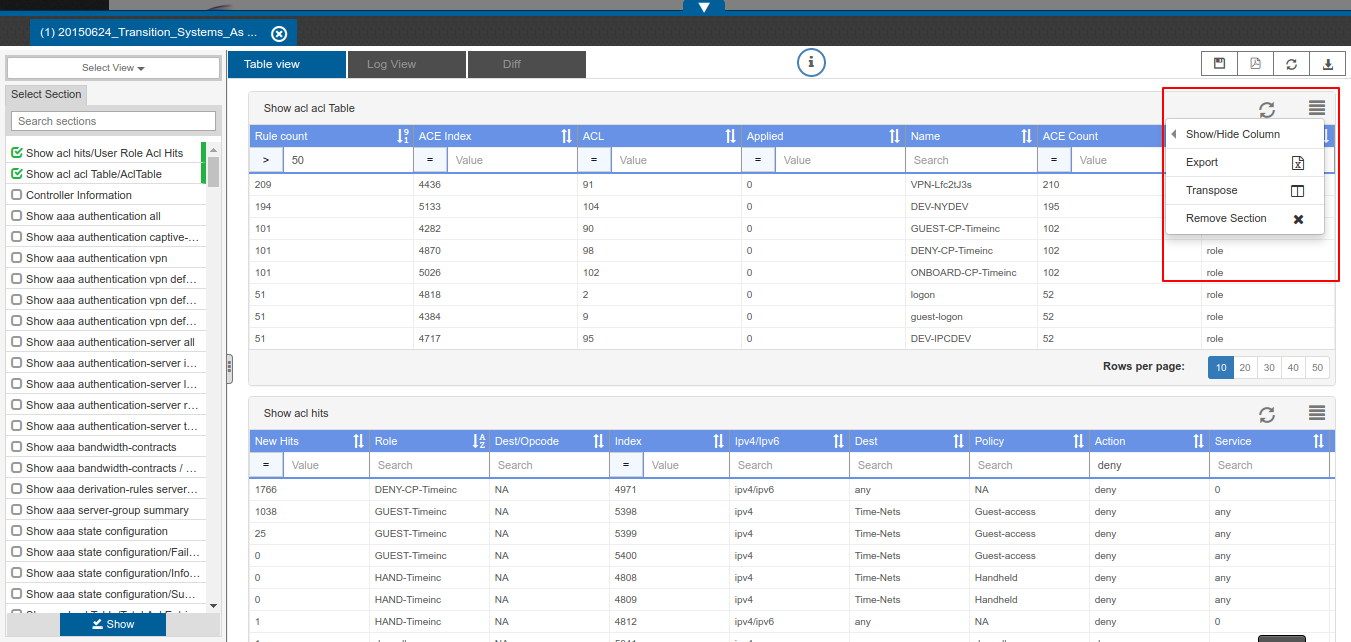 (1) 20150624_Transition_Systems_As ...
Select View
Select Section
Search sections
Show acl hits/User Role Acl Hits
Show acl acl Table/AclTable
Controller Information
Show aaa authentication all
Show aaa authentication captive-...
Show aaa authentication vpn
Show aaa authentication vpn def...
Show aaa authentication vpn def...
Show aaa authentication vpn def...
Show aaa authentication-server all
Show aaa authentication-server i...
Show aaa authentication-server l...
Show aaa authentication-server r...
Show aaa authentication-server t...
Show aaa bandwidth-contracts
Show aaa bandwidth-contracts / ...
Show aaa derivation-rules server...
Show aaa server-group summary
Show aaa state configuration
Show aaa state configuration/Fail...
Show aaa state configuration/Info...
Show aaa state configuration/Su...
Show
Table view Log View Diff
i
Show acl acl Table
Rule count ACE Index ACL Applied Name ACE Count
> 50 = Value = Value = Value Search = Value
209 4436 91 0 VPN-Lfc2tJ3s 210
194 5133 104 0 DEV-NYDEV 195
101 4282 90 0 GUEST-CP-Timeinc 102
101 4870 98 0 DENY-CP-Timeinc 102 role
101 5026 102 0 ONBOARD-CP-Timeinc 102 role
51 4818 2 0 logon 52 role
51 4384 9 0 guest-logon 52 role
51 4717 95 0 DEV-IPCDEV 52 role
Show/Hide Column
Export
Transpose
Remove Section
Rows per page: 10 20 30 40 50
Show acl hits
New Hits Role Dest/Opcode Index Ipv4/Ipv6 Dest Policy Action Service
= Value Search Search = Value Search Search Search deny Search
1766 DENY-CP-Timeinc NA 4971 ipv4/ipv6 any NA deny 0
1038 GUEST-Timeinc NA 5398 ipv4 Time-Nets Guest-access deny any
25 GUEST-Timeinc NA 5399 ipv4 Time-Nets Guest-access deny any
0 GUEST-Timeinc NA 5400 ipv4 Time-Nets Guest-access deny any
0 HAND-Timeinc NA 4808 ipv4 Time-Nets Handheld deny any
0 HAND-Timeinc NA 4809 ipv4 Time-Nets Handheld deny any
1 HAND-Timeinc NA 4812 ipv4/ipv6 any NA deny 0